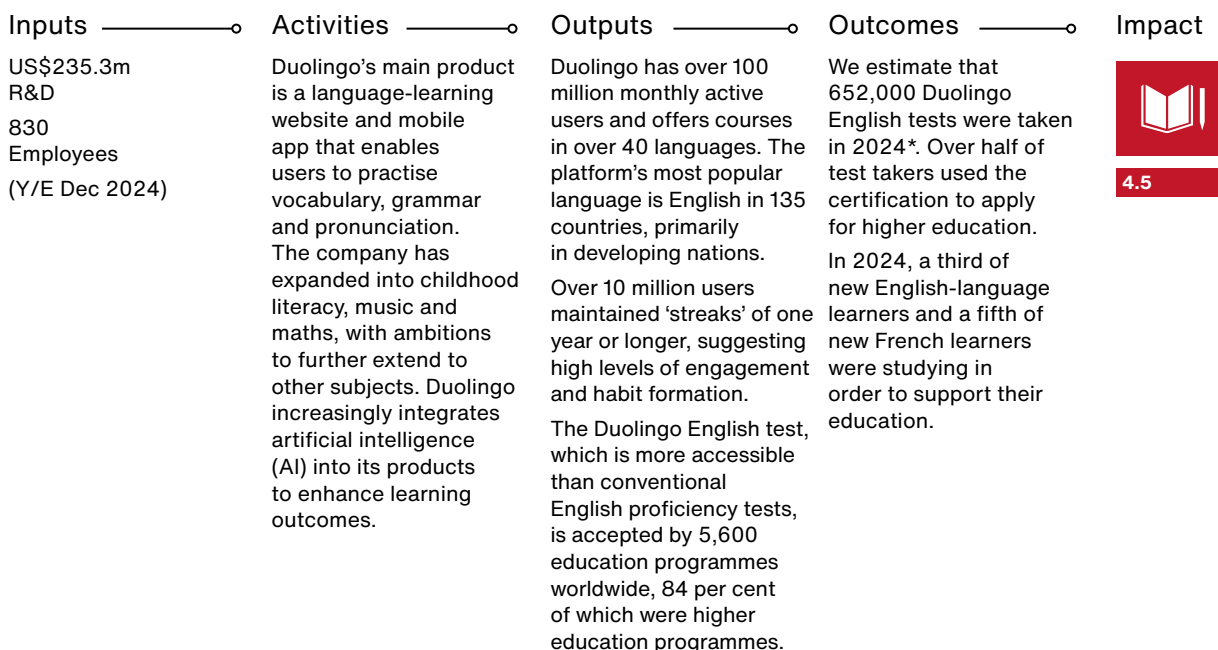 Inputs
US$235.3m
R&D
830
Employees
(Y/E Dec 2024)
Activities
Duolingo’s main product
is a language-learning
website and mobile
app that enables
users to practise
vocabulary, grammar
and pronunciation.
The company has
expanded into childhood
literacy, music and
maths, with ambitions
to further extend to
other subjects. Duolingo
increasingly integrates
artificial intelligence
(AI) into its products
to enhance learning
outcomes.
Outputs
Duolingo has over 100
million monthly active
users and offers courses
in over 40 languages. The
platform’s most popular
language is English in 135
countries, primarily
in developing nations.
Over 10 million users
maintained ‘streaks’ of one
year or longer, suggesting
high levels of engagement
and habit formation.
The Duolingo English test,
which is more accessible
than conventional
English proficiency tests,
is accepted by 5,600
education programmes
worldwide, 84 per cent
of which were higher
education programmes.
Outcomes
We estimate that
652,000 Duolingo
English tests were taken
in 2024*. Over half of
test takers used the
certification to apply
for higher education.
In 2024, a third of
new English-language
learners and a fifth of
new French learners
were studying in
order to support their
education.
Impact
4.5